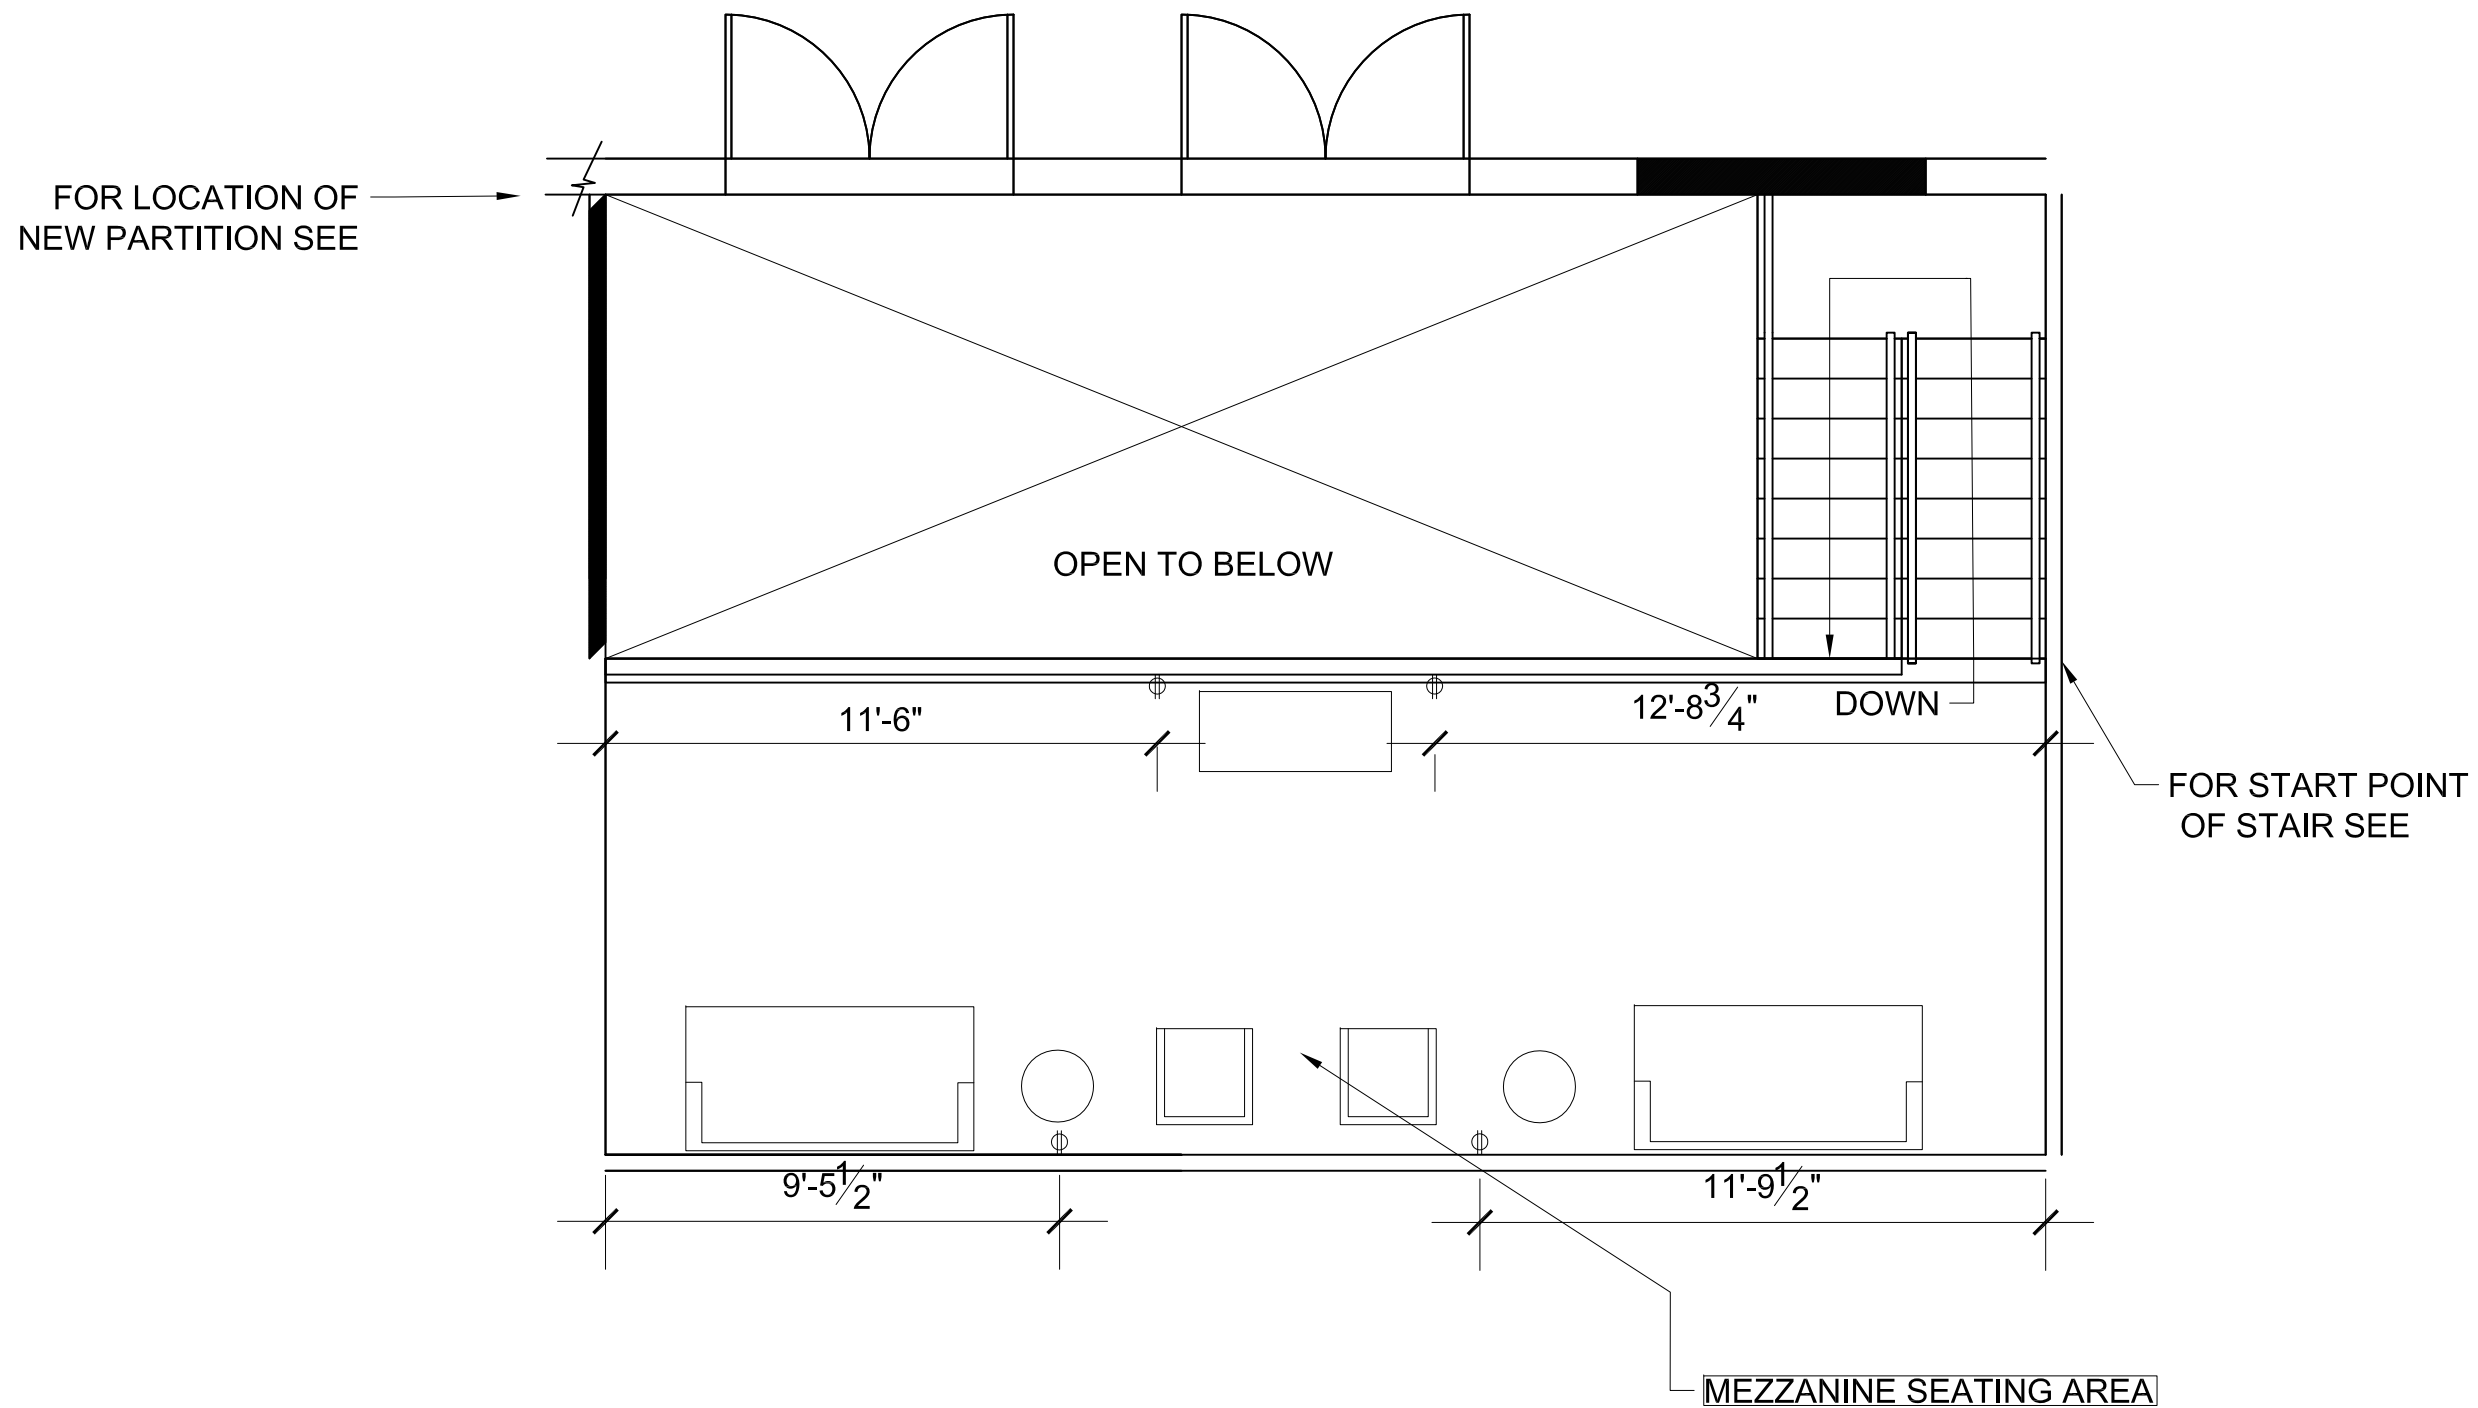 FOR LOCATION OF
NEW PARTITION SEE
OPEN TO BELOW
11'-6"
12'-8 3/4"
DOWN
FOR START POINT
OF STAIR SEE
9'-5 1/2"
11'-9 1/2"
MEZZANINE SEATING AREA